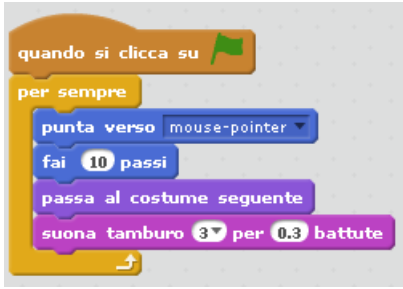 quando si clicca su
per sempre
punta verso mouse-pointer
fai 10 passi
passa al costume seguente
suona tamburo 3 per 0.3 battute